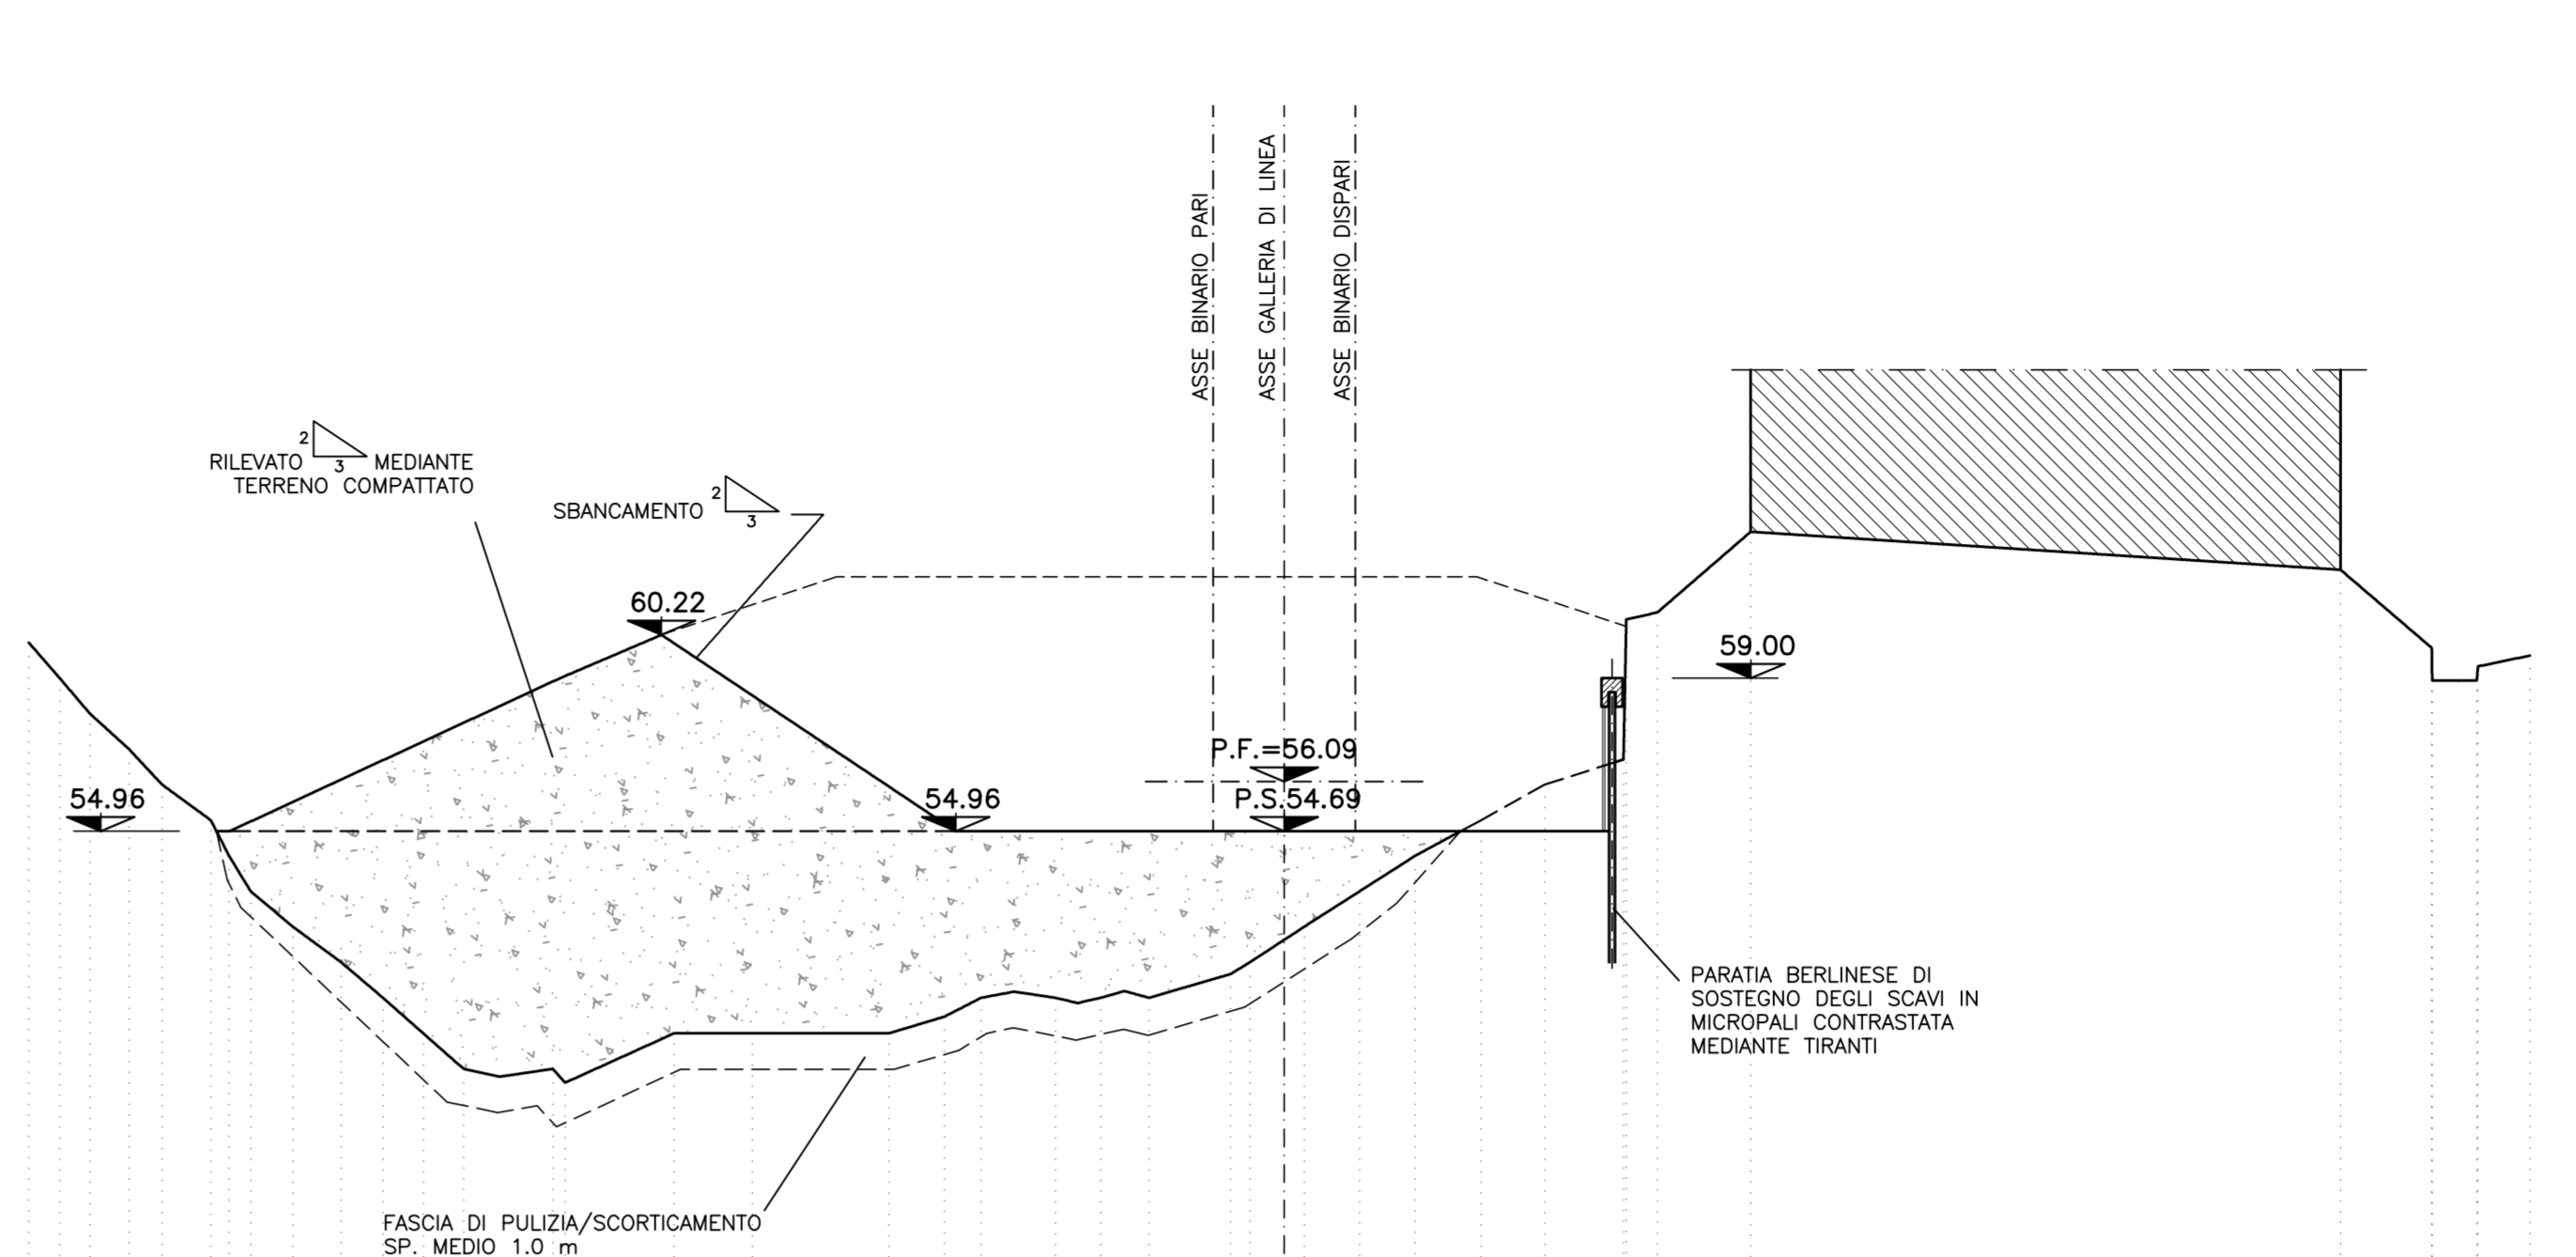 ASSE BINARIO PARI
ASSE GALLERIA DI LINEA
ASSE BINARIO DISPARI
2
3
RILEVATO MEDIANTE
TERRENO COMPATTATO
2
3
SBANCAMENTO
60.22
59.00
P.F.=56.09
54.96
54.96
P.S.54.69
PARATIA BERLINESE DI
SOSTEGNO DEGLI SCAVI IN
MICROPALI CONTRASTATA
MEDIANTE TIRANTI
FASCIA DI PULIZIA/SCORTICAMENTO
SP. MEDIO 1.0 m